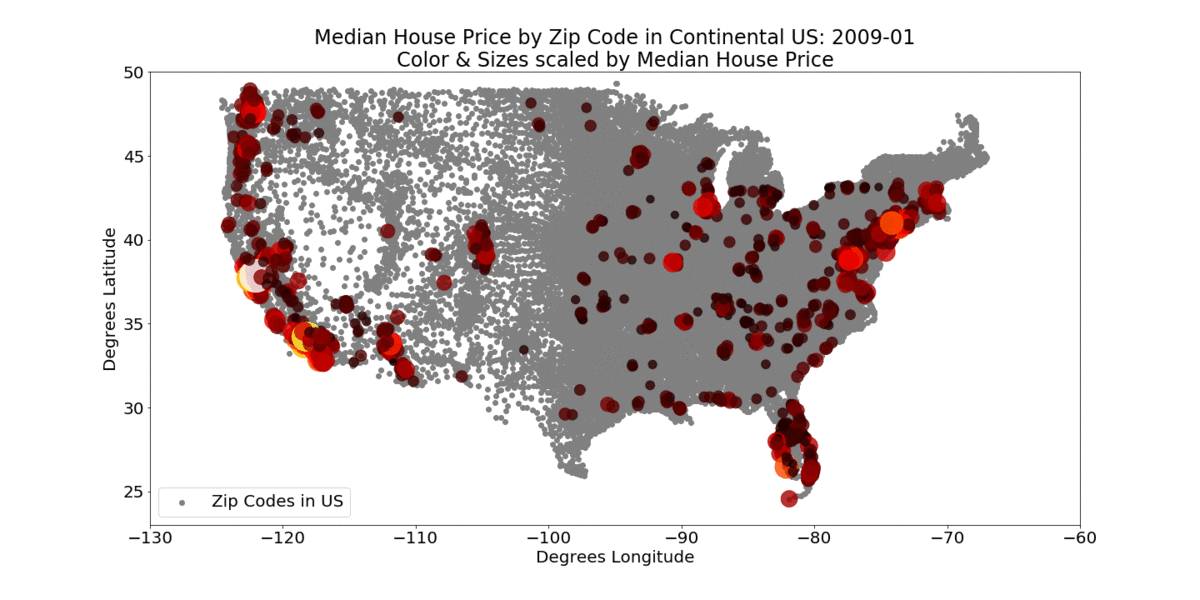 Median House Price by Zip Code in Continental US: 2009-01
Color & Sizes scaled by Median House Price
50
45
40
35
30
25
Degrees Latitude
Zip Codes in US
−130 −120 −110 −100 −90 −80 −70 −60
Degrees Longitude